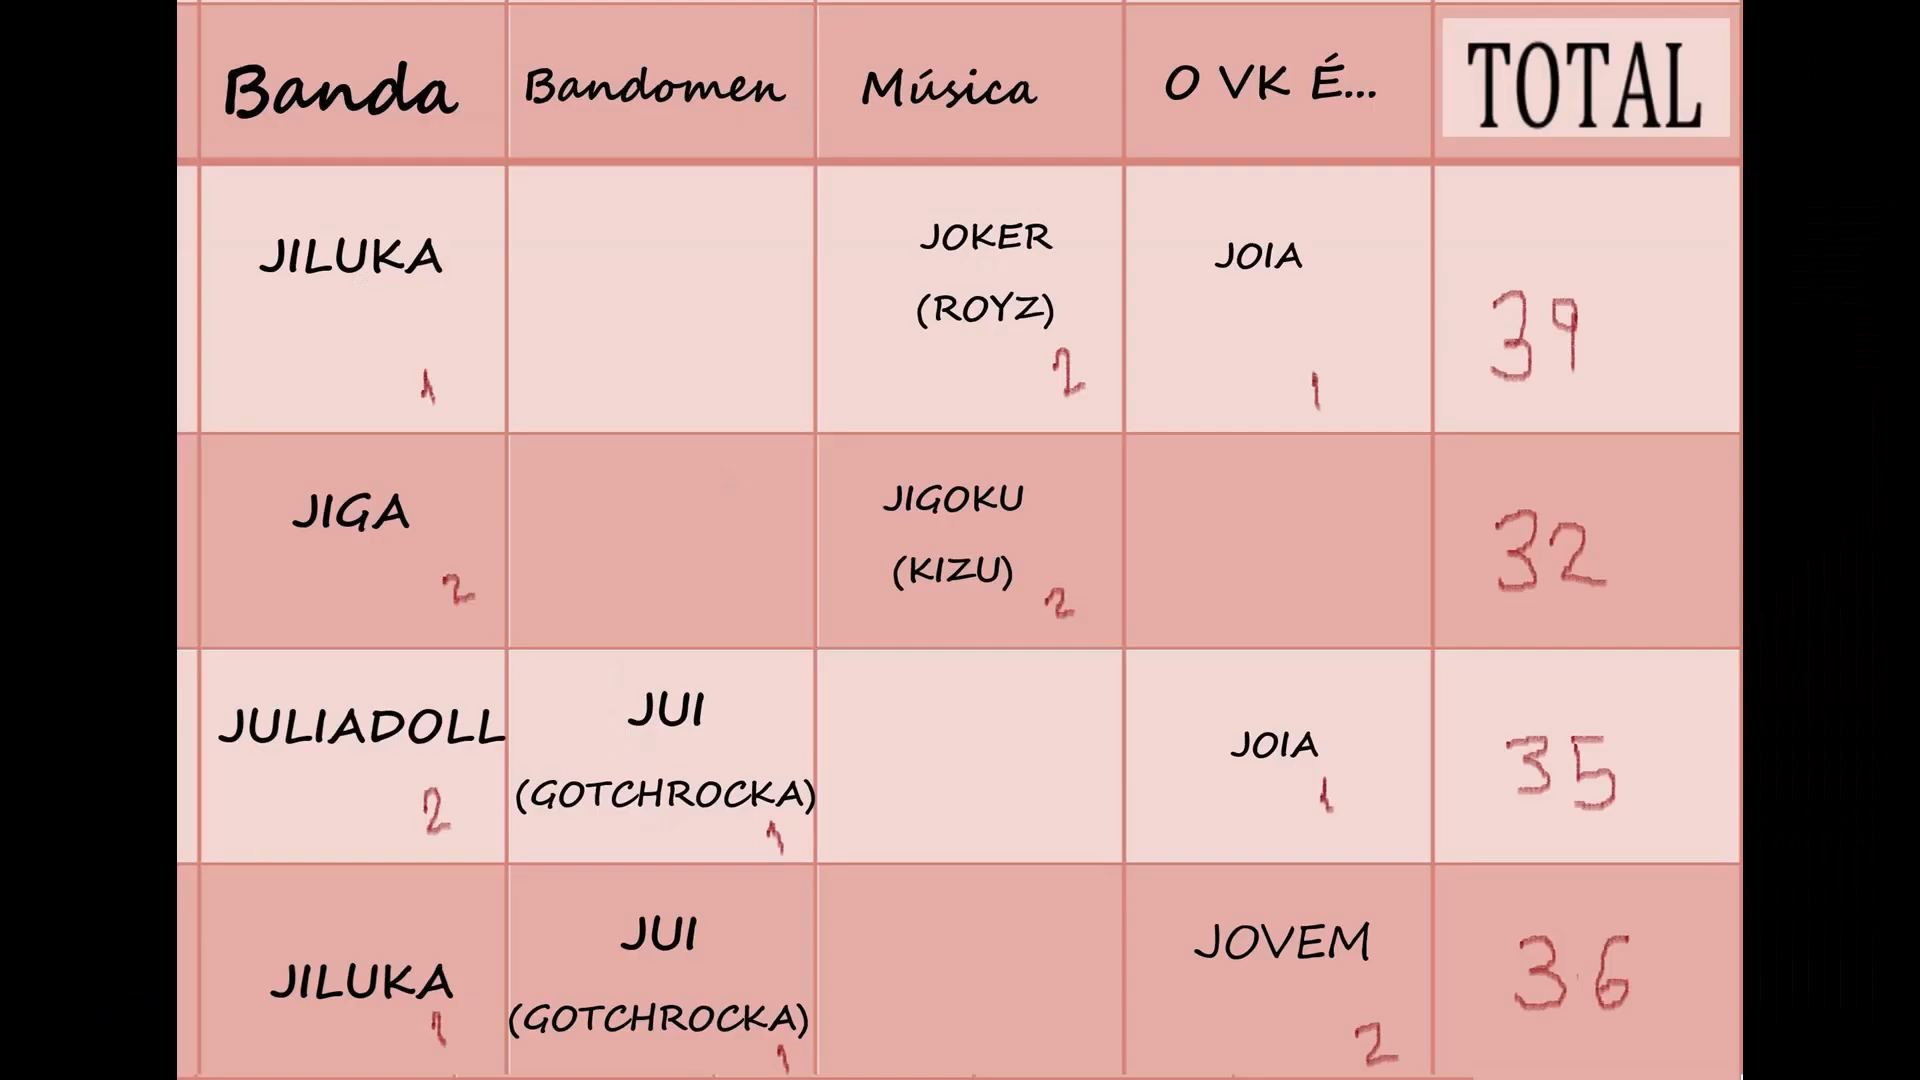 Banda Bandomen Música O VK É... TOTAL
JILUKA JOKER JOIA
(ROYZ)
1 2 1 39
JIGA JIGOKU
(KIZU)
2 2 32
JULIADOLL JUI JOIA
(GOTCHROCKA)
2 1 1 35
JILUKA JUI JOVEM
(GOTCHROCKA)
1 1 2 36